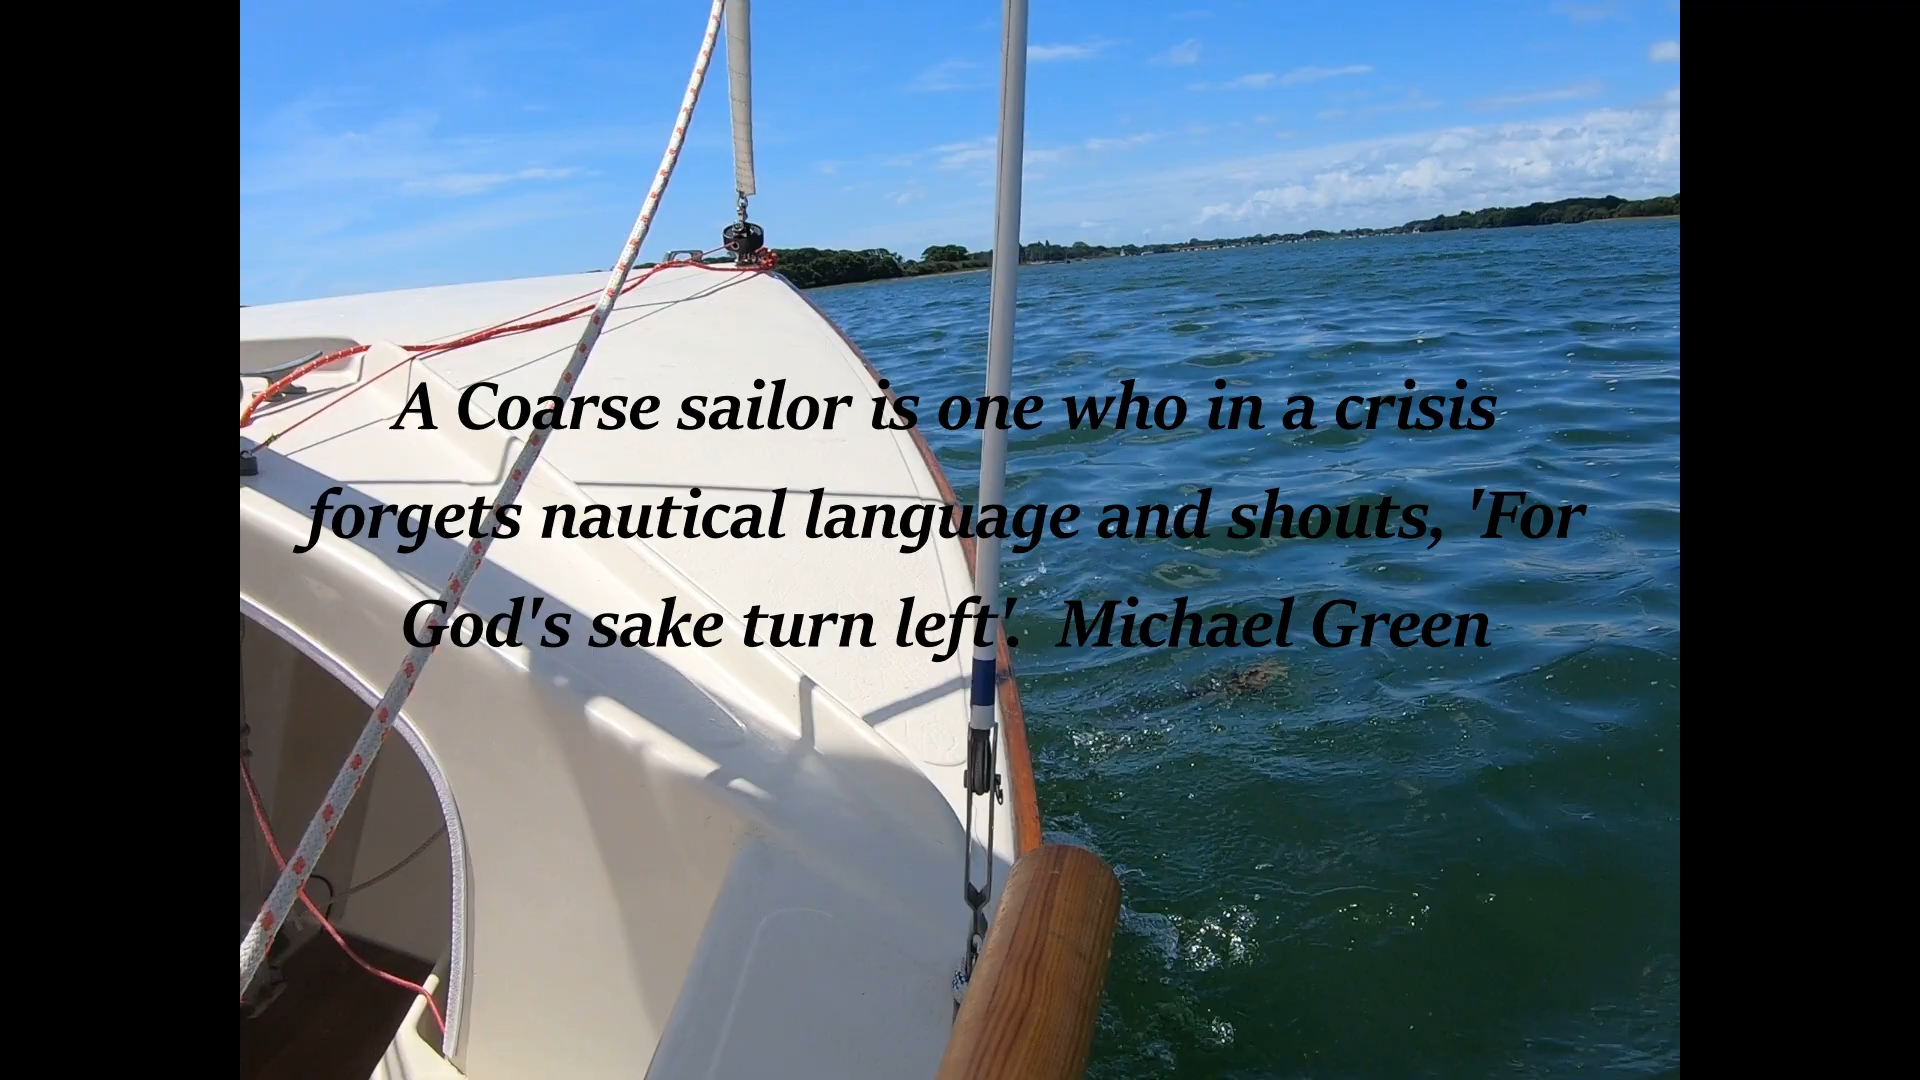 A Coarse sailor is one who in a crisis
forgets nautical language and shouts, 'For
God's sake turn left'.  Michael Green